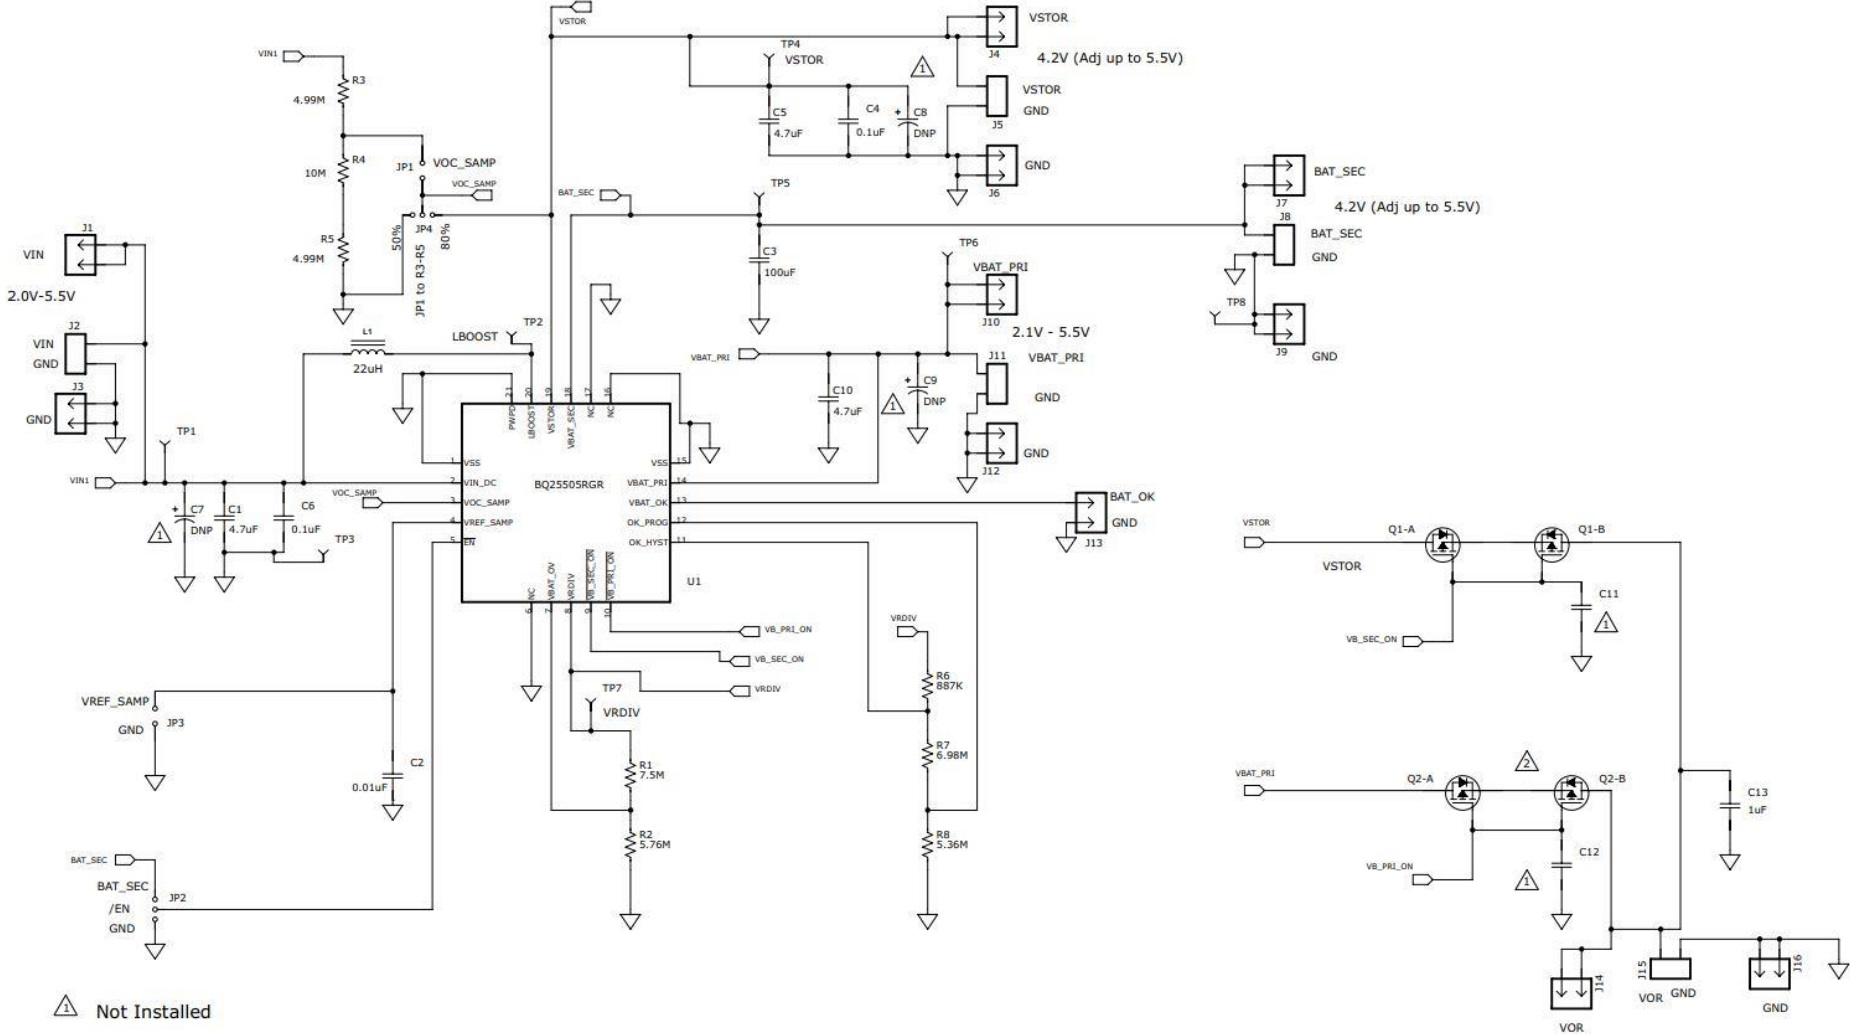 VSTOR
J4
VSTOR
4.2V (Adj up to 5.5V)
VIN1
R3
4.99M
TP4
VSTOR
1
VSTOR
GND
J5
C5
4.7uF
C4
0.1uF
+
C8
DNP
R4
10M
JP1
VOC_SAMP
VOC_SAMP
GND
J6
BAT_SEC
TP5
BAT_SEC
J7
4.2V (Adj up to 5.5V)
J8
BAT_SEC
GND
50%
JP4
80%
JP1 to R3-R5
R5
4.99M
J1
VIN
2.0V-5.5V
C3
100uF
TP6
VBAT_PRI
J10
2.1V - 5.5V
TP8
J9
GND
J2
VIN
GND
J3
GND
L1
22uH
LBOOST
TP2
VBAT_PRI
J11
VBAT_PRI
GND
C10
4.7uF
+
C9
DNP
1
J12
GND
21
20
19
18
17
16
PWPD
LBOOST
VSTOR
VBAT_SEC
NC
NC
TP1
VIN1
1
VSS
2
VIN_DC
3
VOC_SAMP
4
VREF_SAMP
5
EN
BQ25505RGR
VSS
15
VBAT_PRI
14
VBAT_OK
13
OK_PROG
12
OK_HYST
11
U1
VOC_SAMP
+
C7
DNP
1
C1
4.7uF
C6
0.1uF
TP3
BAT_OK
GND
J13
NC
VBAT_OV
VRDIV
VB_SEC_ON
VB_PRI_ON
6
7
8
9
10
VB_PRI_ON
VB_SEC_ON
VRDIV
TP7
VRDIV
VRDIV
R6
887K
R7
6.98M
R8
5.36M
R1
7.5M
R2
5.76M
VREF_SAMP
GND
JP3
C2
0.01uF
BAT_SEC
BAT_SEC
/EN
GND
JP2
VSTOR
VSTOR
Q1-A
Q1-B
C11
1
VB_SEC_ON
VBAT_PRI
Q2-A
2
Q2-B
C13
1uF
C12
1
VB_PRI_ON
J14
VOR
J15
VOR
GND
J16
GND
1
Not Installed